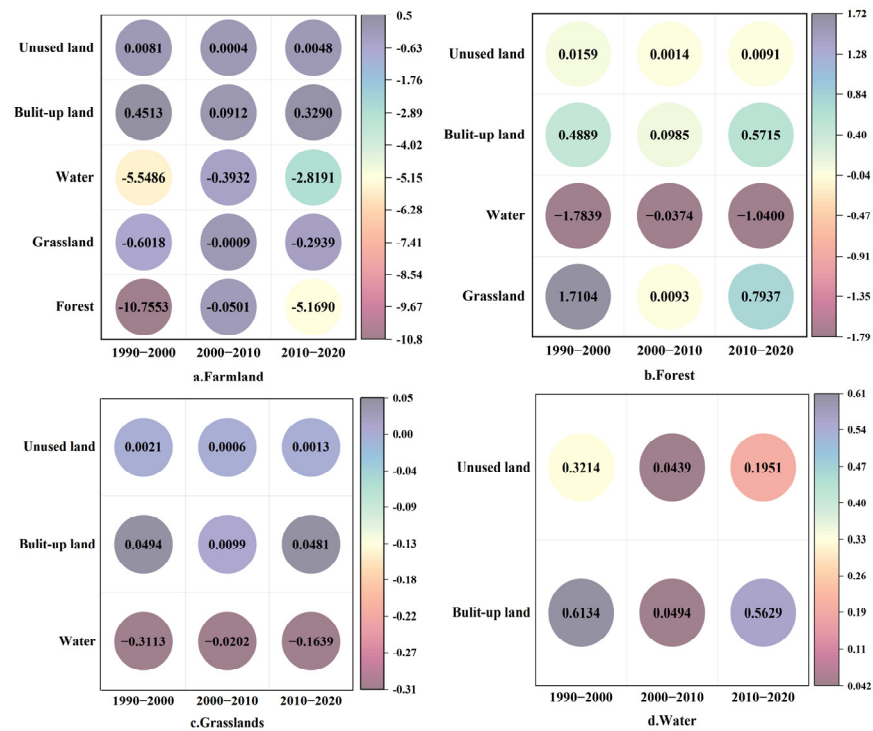 Unused land 0.0081 0.0004 0.0048
Bulit-up land 0.4513 0.0912 0.3290
Water -5.5486 -0.3932 -2.8191
Grassland -0.6018 -0.0009 -0.2939
Forest -10.7553 -0.0501 -5.1690
1990−2000 2000−2010 2010−2020
a.Farmland
0.5
-0.63
-1.76
-2.89
-4.02
-5.15
-6.28
-7.41
-8.54
-9.67
-10.8
Unused land 0.0159 0.0014 0.0091
Bulit-up land 0.4889 0.0985 0.5715
Water −1.7839 −0.0374 −1.0400
Grassland 1.7104 0.0093 0.7937
1990−2000 2000−2010 2010−2020
b.Forest
1.72
1.28
0.84
0.40
-0.04
-0.47
-0.91
-1.35
-1.79
Unused land 0.0021 0.0006 0.0013
Bulit-up land 0.0494 0.0099 0.0481
Water −0.3113 −0.0202 −0.1639
1990−2000 2000−2010 2010−2020
c.Grasslands
0.05
0.00
-0.04
-0.09
-0.13
-0.18
-0.22
-0.27
-0.31
Unused land 0.3214 0.0439 0.1951
Bulit-up land 0.6134 0.0494 0.5629
1990−2000 2000−2010 2010−2020
d.Water
0.61
0.54
0.47
0.40
0.33
0.26
0.19
0.11
0.042